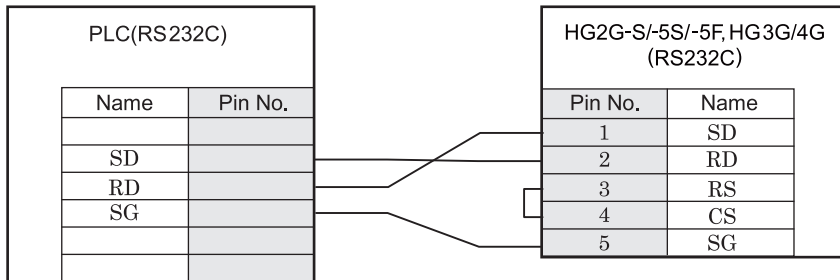 PLC(RS232C)
Name Pin No.
SD
RD
SG
HG2G-S/-5S/-5F, HG3G/4G
(RS232C)
Pin No. Name
1 SD
2 RD
3 RS
4 CS
5 SG